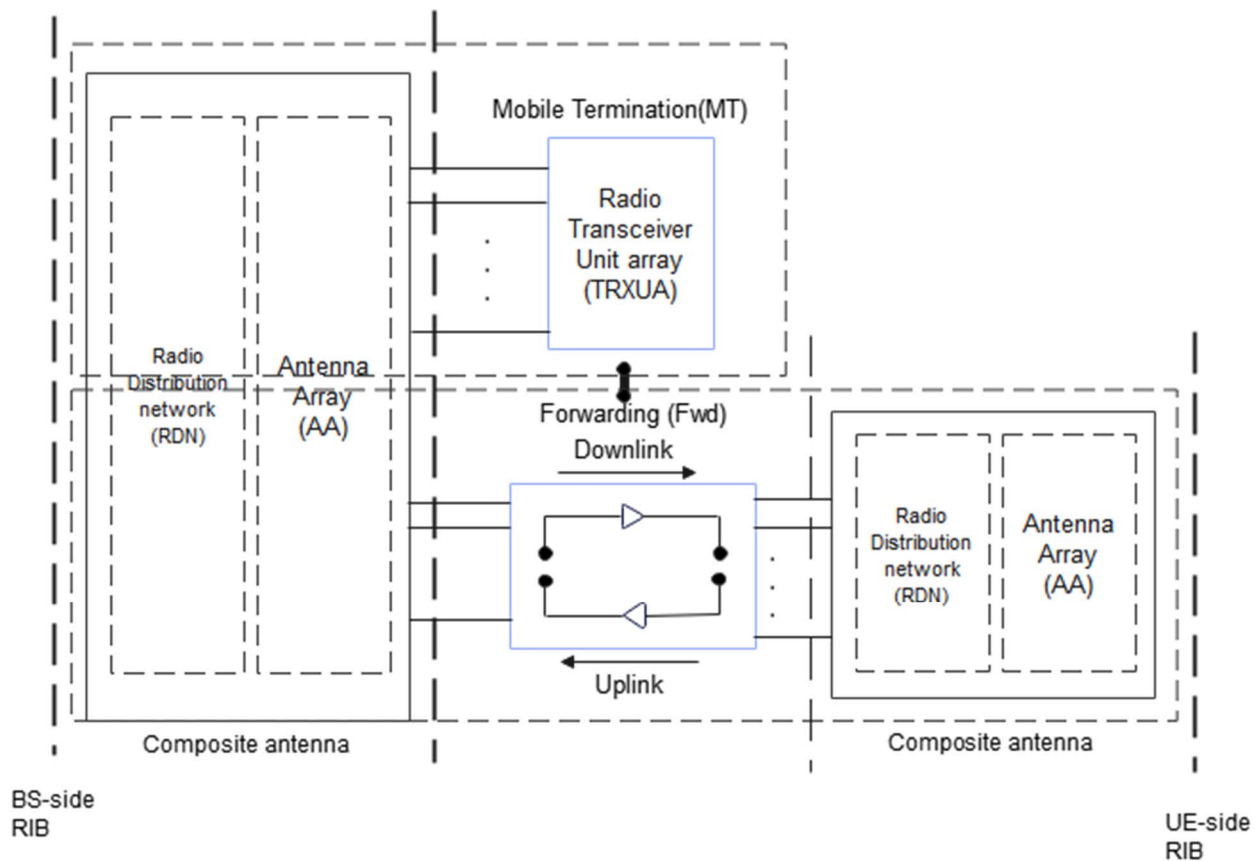 Mobile Termination(MT)
Radio
Transceiver
Unit array
(TRXUA)
Radio
Distribution
network
(RDN)
Antenna
Array
(AA)
Forwarding (Fwd)
Downlink
Uplink
Radio
Distribution
network
(RDN)
Antenna
Array
(AA)
Composite antenna
Composite antenna
BS-side
RIB
UE-side
RIB